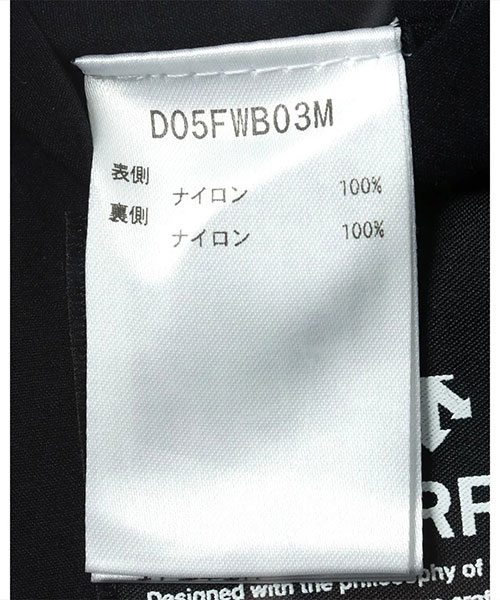 D05FWB03M
表側
ナイロン 100%
裏側
ナイロン 100%
RF
Designed with the philosophy of